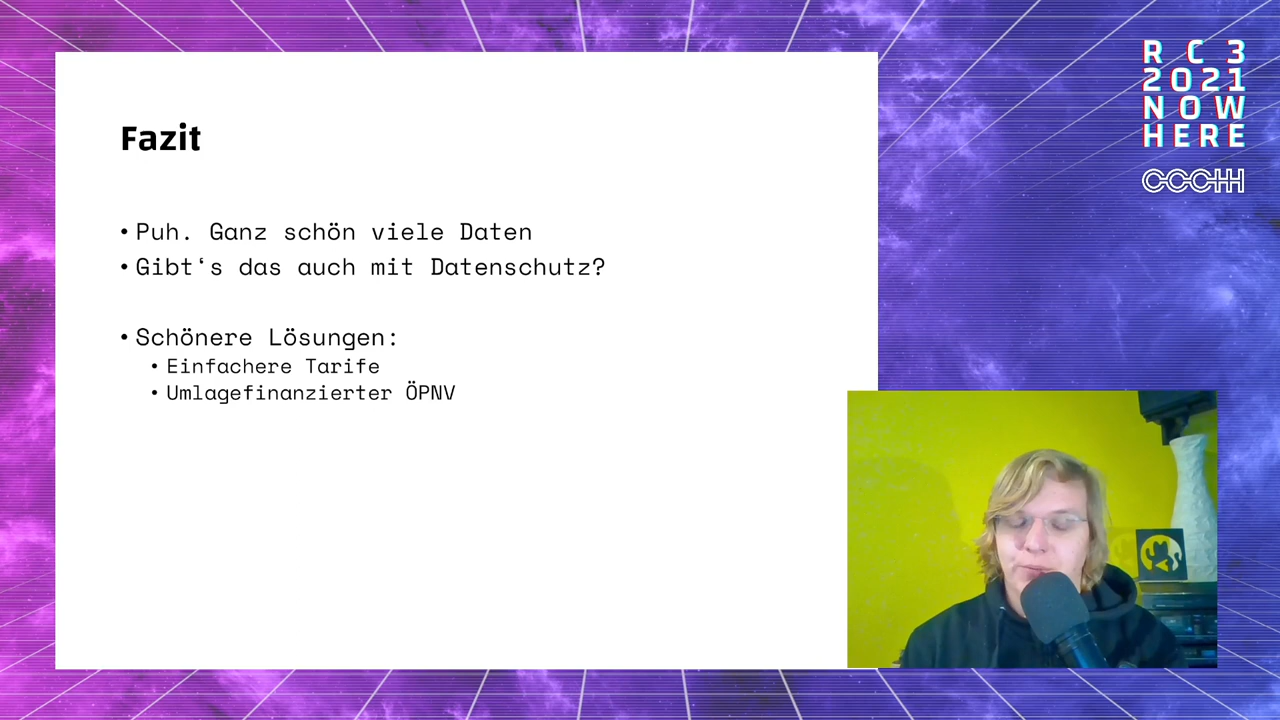 Fazit
• Puh. Ganz schön viele Daten
• Gibt‘s das auch mit Datenschutz?
• Schönere Lösungen:
• Einfachere Tarife
• Umlagefinanzierter ÖPNV
RC3
2021
NOW
HERE
CCCHH